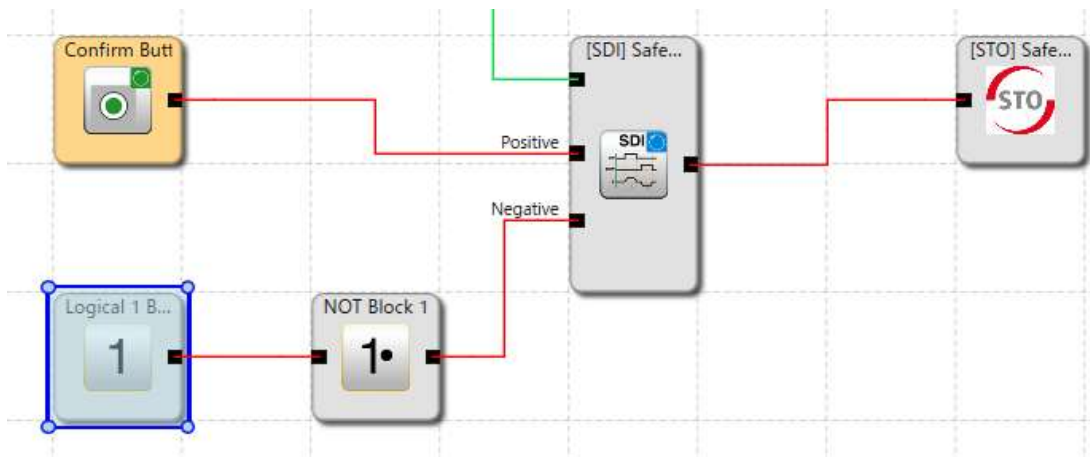 Confirm Butt
[SDI] Safe...
[STO] Safe...
STO
SDI
Positive
Negative
Logical 1 B...
1
NOT Block 1
1